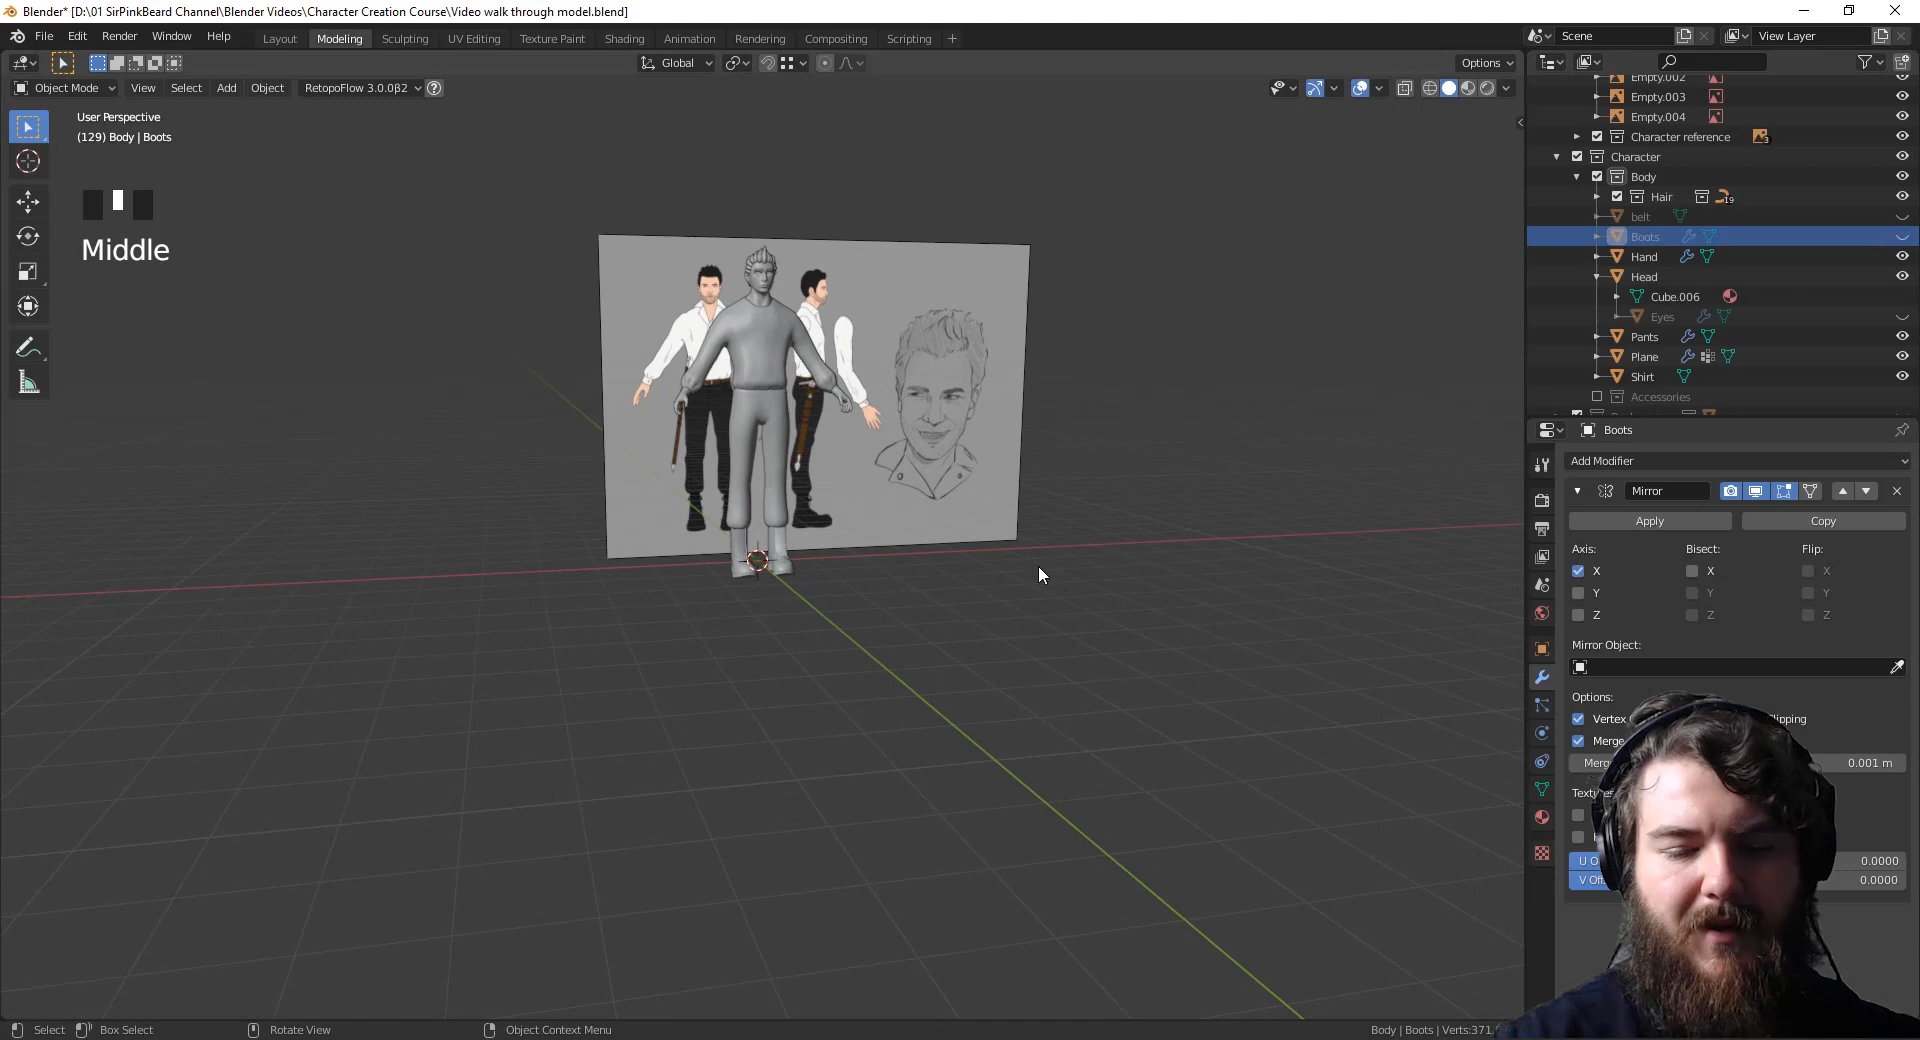 Blender* [D:\01 SirPinkBeard Channel\Blender Videos\Character Creation Course\Video walk through model.blend]
File Edit Render Window Help
Layout Modeling Sculpting UV Editing Texture Paint Shading Animation Rendering Compositing Scripting +
Scene
View Layer
Global
Options
Object Mode View Select Add Object RetopoFlow 3.0.0β2
User Perspective
(129) Body | Boots
Middle
Empty.002
Empty.003
Empty.004
Character reference 3
Character
Body
Hair 19
belt
Boots
Hand
Head
Cube.006
Eyes
Pants
Plane
Shirt
Accessories
Boots
Add Modifier
Mirror
Apply Copy
Axis: Bisect: Flip:
X X X
Y Y Y
Z Z Z
Mirror Object:
Options:
Vertex
Merge
0.001 m
0.0000
0.0000
Select Box Select Rotate View Object Context Menu
Body | Boots | Verts:371